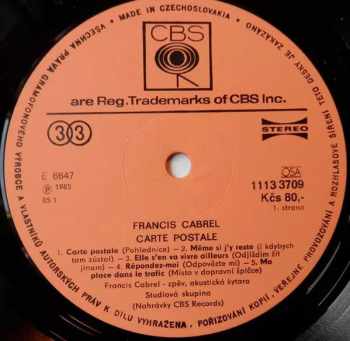 MADE IN CZECHOSLOVAKIA
VŠECHNA PRÁVA GRAMOFONOVÉHO VÝROBCE A VLASTNÍKŮ AUTORSKÝCH PRÁV K DÍLU VYHRAŽENA. POŘIZOVÁNÍ KOPIÍ, VEŘEJNÉ PROVOZOVÁNÍ A ROZHLASOVÉ ŠÍŘENÍ TÉTO DESKY JE ZAKÁZÁNO
CBS
are Reg. Trademarks of CBS Inc.
33
STEREO
E 6647
℗ 1985
SS 1
OSA
1113 3709
Kčs 80,-
1. strana
FRANCIS CABREL
CARTE POSTALE
1. Carte postale (Pohlednice) – 2. Même si j'y reste (I kdybych
tam zůstal) – 3. Elle s'en va vivre ailleurs (Odjíždím žít
jinam) – 4. Répondez-moi (Odpovězte mi) – 5. Ma
place dans le trafic (Místo v dopravní špičce)
Francis Cabrel - zpěv, akustická kytara
Studiová skupina
(Nahrávky CBS Records)